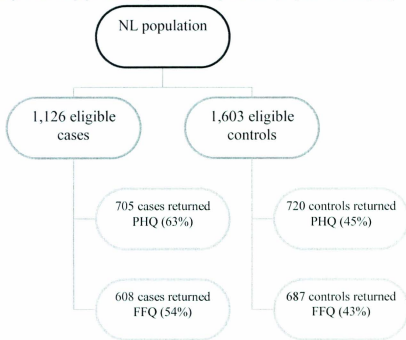 NL population
1,126 eligible
cases
1,603 eligible
controls
705 cases returned
PHQ (63%)
720 controls returned
PHQ (45%)
608 cases returned
FFQ (54%)
687 controls returned
FFQ (43%)